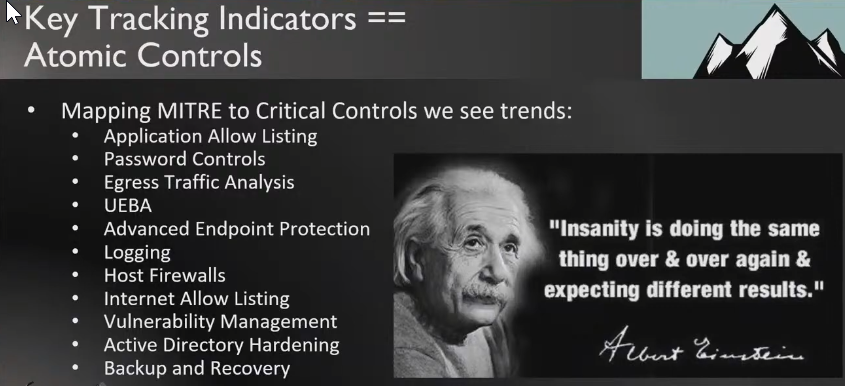 Key Tracking Indicators ==
Atomic Controls
• Mapping MITRE to Critical Controls we see trends:
• Application Allow Listing
• Password Controls
• Egress Traffic Analysis
• UEBA
• Advanced Endpoint Protection
• Logging
• Host Firewalls
• Internet Allow Listing
• Vulnerability Management
• Active Directory Hardening
• Backup and Recovery
"Insanity is doing the same
thing over & over again &
expecting different results."
Albert Einstein